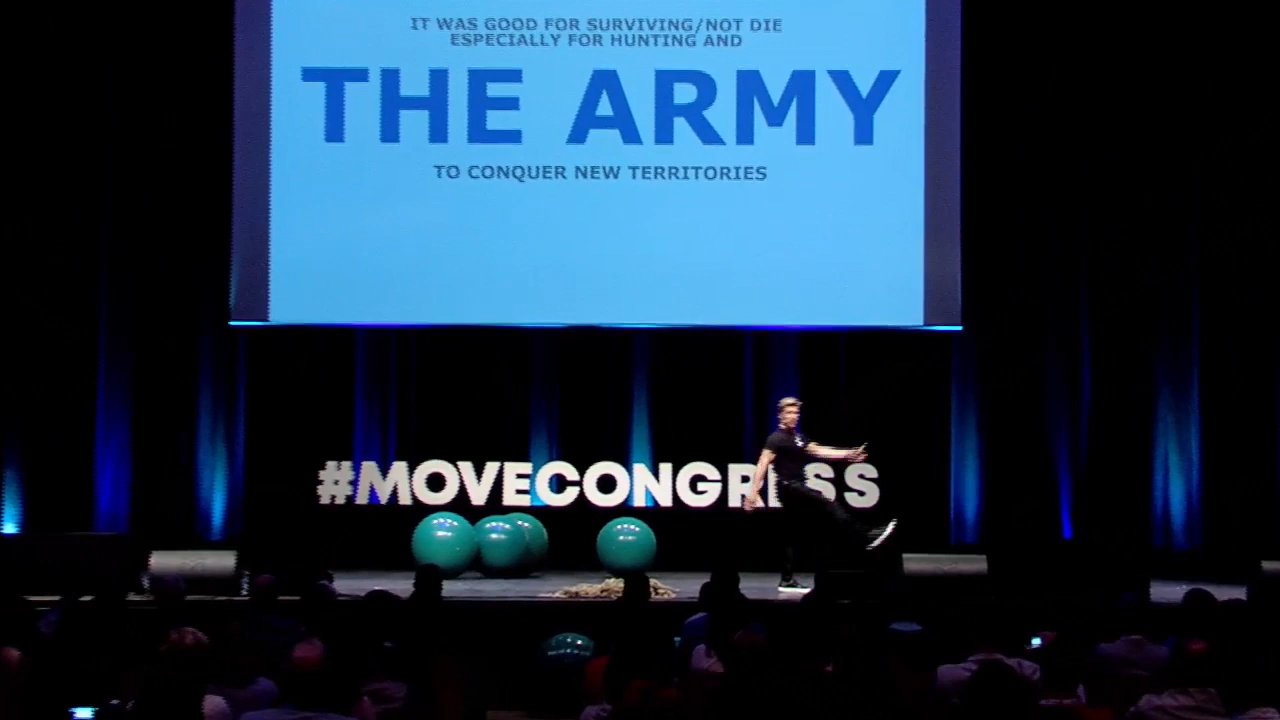 IT WAS GOOD FOR SURVIVING/NOT DIE
ESPECIALLY FOR HUNTING AND
THE ARMY
TO CONQUER NEW TERRITORIES
#MOVECONGRESS